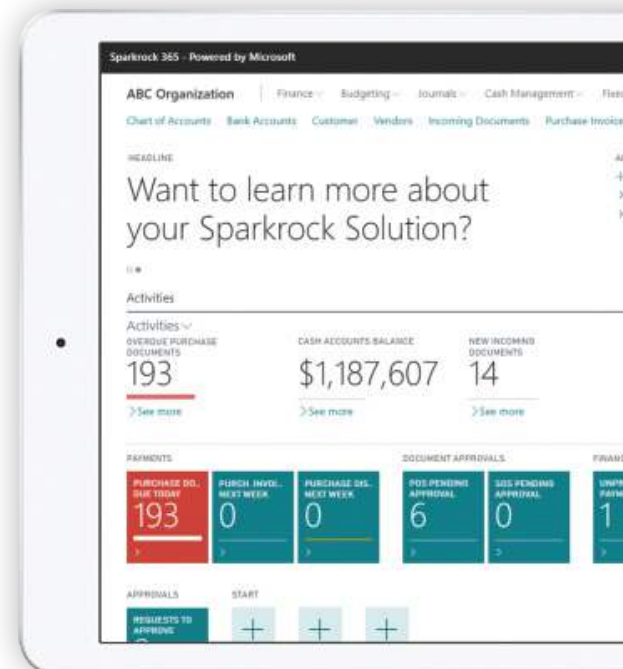 Sparkrock 365 - Powered by Microsoft
ABC Organization Finance Budgeting Journals Cash Management
Chart of Accounts Bank Accounts Customer Vendors Incoming Documents Purchase Invoice
HEADLINE
Want to learn more about
your Sparkrock Solution?
Activities
Activities
OVERDUE PURCHASE CASH ACCOUNTS BALANCE NEW INCOMING
DOCUMENTS DOCUMENTS
193 $1,187,607 14
>See more >See more >See more
PAYMENTS DOCUMENT APPROVALS FINANC
PURCHASE DO.. PURCH. INVOI.. PURCHASE DIS.. POS PENDING SOS PENDING
DUE TODAY NEXT WEEK NEXT WEEK APPROVAL APPROVAL
193 0 0 6 0 1
> > > > > >
APPROVALS START
REQUESTS TO
APPROVE
+ + +